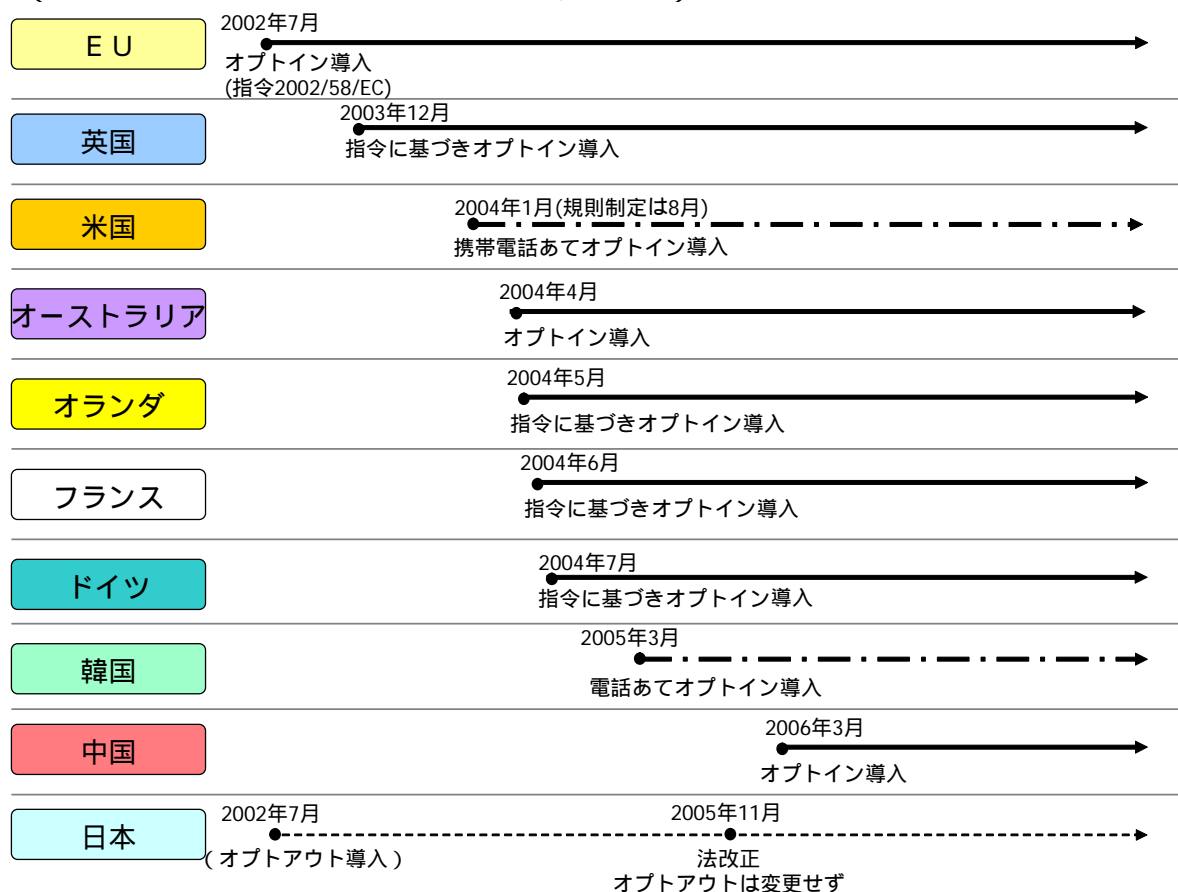 ＥＵ
2002年7月
オプトイン導入
(指令2002/58/EC)
英国
2003年12月
指令に基づきオプトイン導入
米国
2004年1月(規則制定は8月)
携帯電話あてオプトイン導入
オーストラリア
2004年4月
オプトイン導入
オランダ
2004年5月
指令に基づきオプトイン導入
フランス
2004年6月
指令に基づきオプトイン導入
ドイツ
2004年7月
指令に基づきオプトイン導入
韓国
2005年3月
電話あてオプトイン導入
中国
2006年3月
オプトイン導入
日本
2002年7月
(オプトアウト導入)
2005年11月
法改正
オプトアウトは変更せず